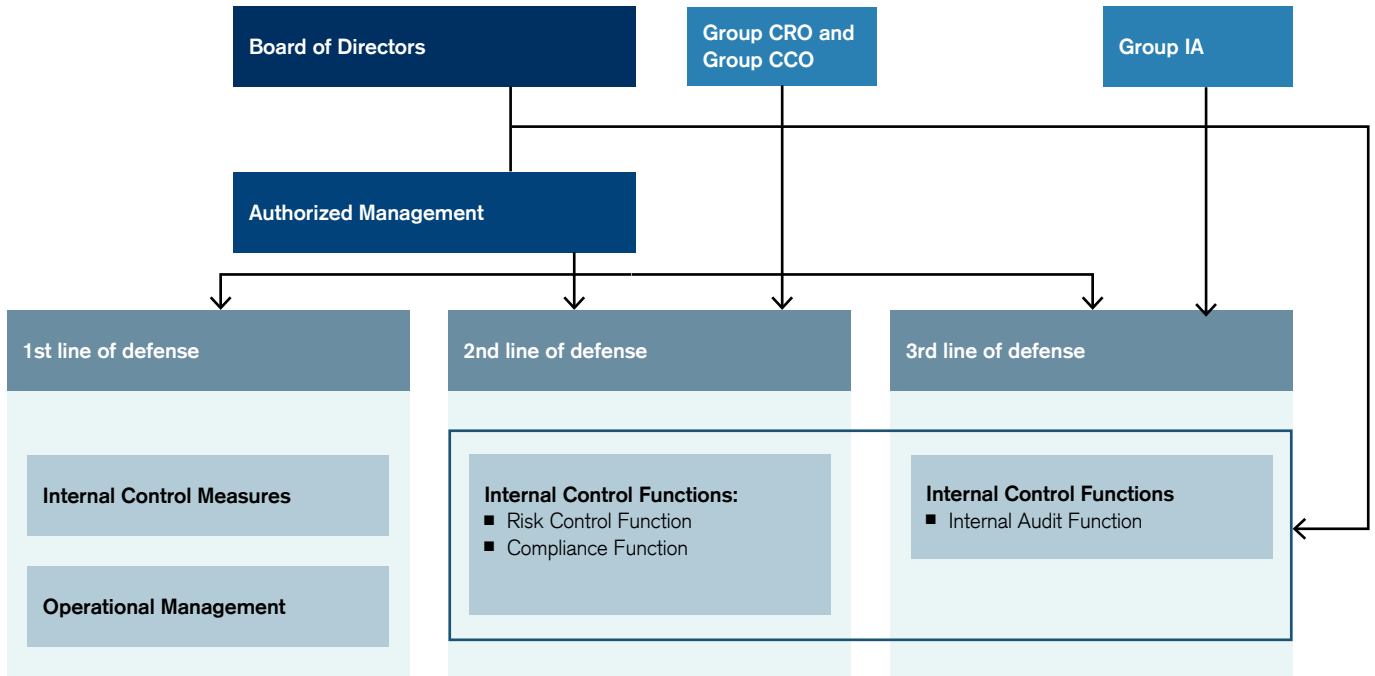 Board of Directors
Group CRO and
Group CCO
Group IA
Authorized Management
1st line of defense
2nd line of defense
3rd line of defense
Internal Control Measures
Operational Management
Internal Control Functions:
■ Risk Control Function
■ Compliance Function
Internal Control Functions
■ Internal Audit Function